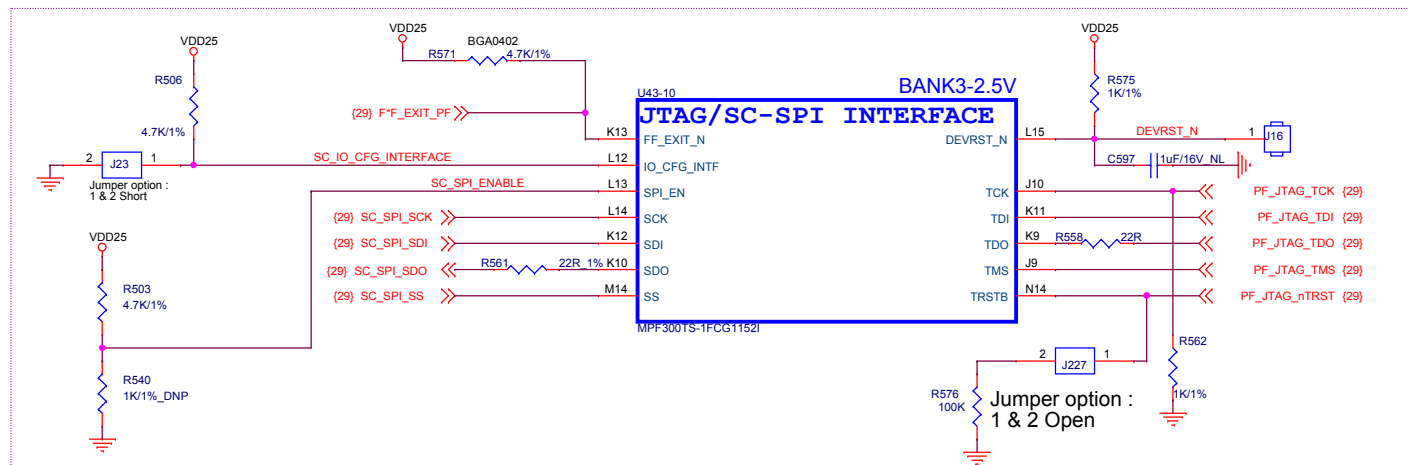 VDD25
R506
4.7K/1%
2
J23
1
Jumper option :
1 & 2 Short
VDD25
R571
BGA0402
4.7K/1%
{29} F*F_EXIT_PF
SC_IO_CFG_INTERFACE
SC_SPI_ENABLE
{29} SC_SPI_SCK
{29} SC_SPI_SDI
{29} SC_SPI_SDO
R561
22R_1%
{29} SC_SPI_SS
VDD25
R503
4.7K/1%
R540
1K/1%_DNP
U43-10
BANK3-2.5V
JTAG/SC-SPI INTERFACE
K13
FF_EXIT_N
L12
IO_CFG_INTF
L13
SPI_EN
L14
SCK
K12
SDI
K10
SDO
M14
SS
DEVRST_N
L15
TCK
J10
TDI
K11
TDO
K9
TMS
J9
TRSTB
N14
MPF300TS-1FCG1152I
VDD25
R575
1K/1%
DEVRST_N
1
J16
C597
1uF/16V_NL
PF_JTAG_TCK {29}
PF_JTAG_TDI {29}
R558
22R
PF_JTAG_TDO {29}
PF_JTAG_TMS {29}
PF_JTAG_nTRST {29}
2
J227
1
R562
1K/1%
R576
100K
Jumper option :
1 & 2 Open